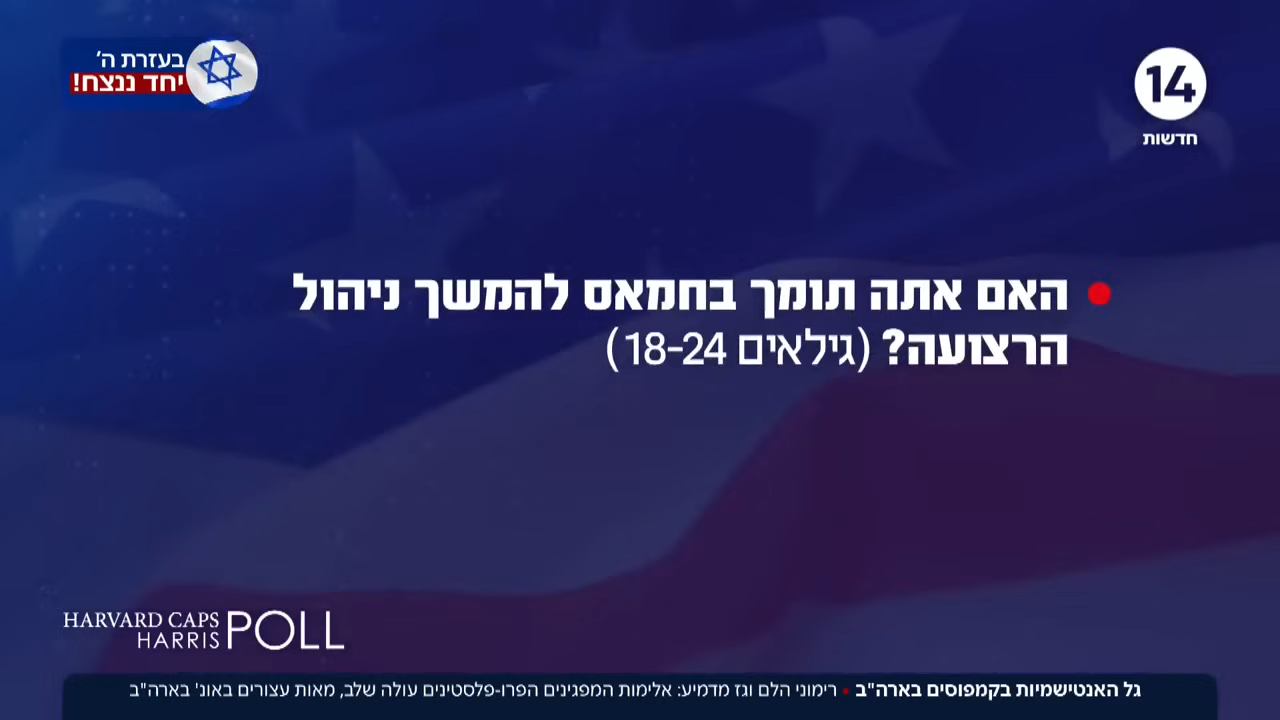 בעזרת ה'
יחד ננצח!
14
חדשות
האם אתה תומך בחמאס להמשך ניהול
הרצועה? (גילאים 18-24)
HARVARD CAPS
HARRIS POLL
גל האנטישמיות בקמפוסים בארה"ב • רימוני הלם וגז מדמיע: אלימות המפגינים הפרו-פלסטינים עולה שלב, מאות עצורים באונ' בארה"ב